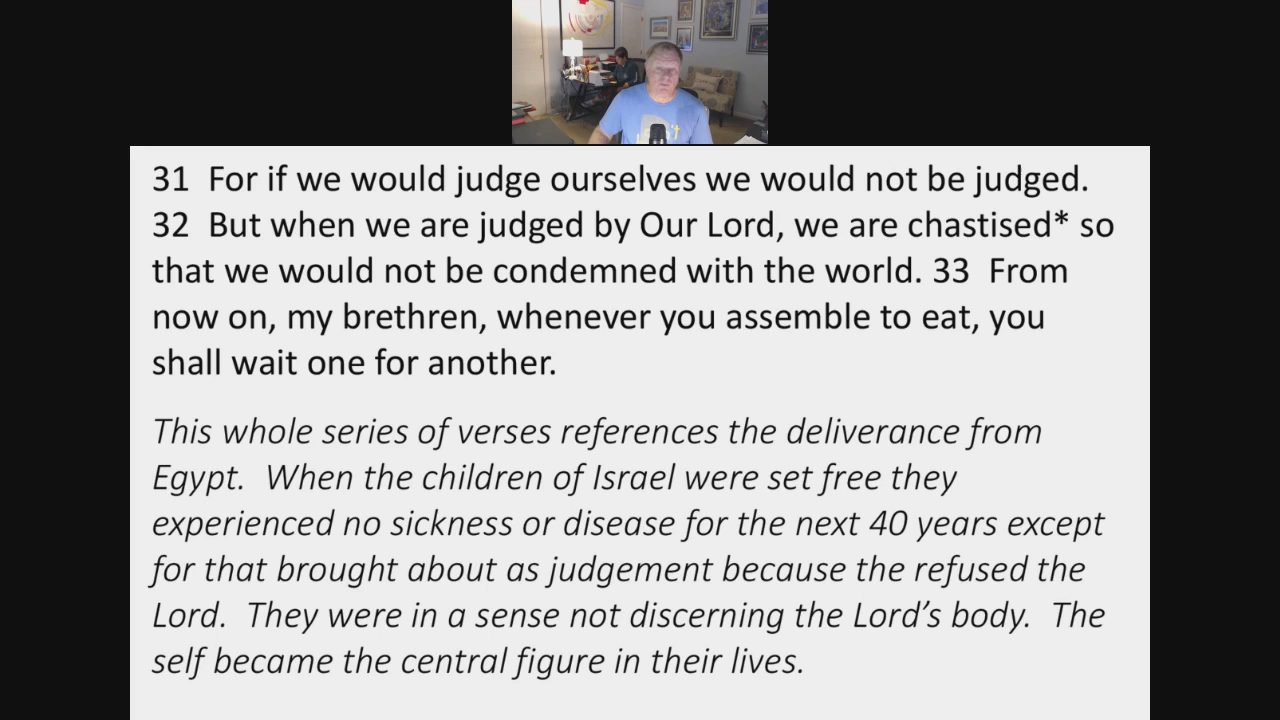 31 For if we would judge ourselves we would not be judged.
32 But when we are judged by Our Lord, we are chastised* so
that we would not be condemned with the world. 33 From
now on, my brethren, whenever you assemble to eat, you
shall wait one for another.
This whole series of verses references the deliverance from
Egypt. When the children of Israel were set free they
experienced no sickness or disease for the next 40 years except
for that brought about as judgement because the refused the
Lord. They were in a sense not discerning the Lord’s body. The
self became the central figure in their lives.